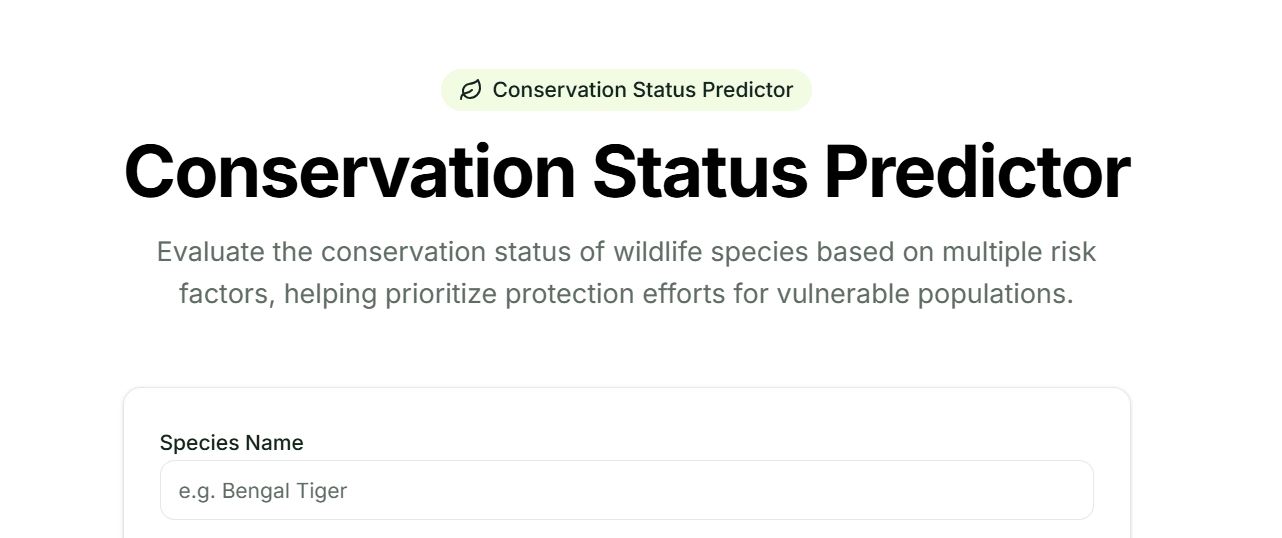 Conservation Status Predictor
Conservation Status Predictor
Evaluate the conservation status of wildlife species based on multiple risk
factors, helping prioritize protection efforts for vulnerable populations.
Species Name
e.g. Bengal Tiger